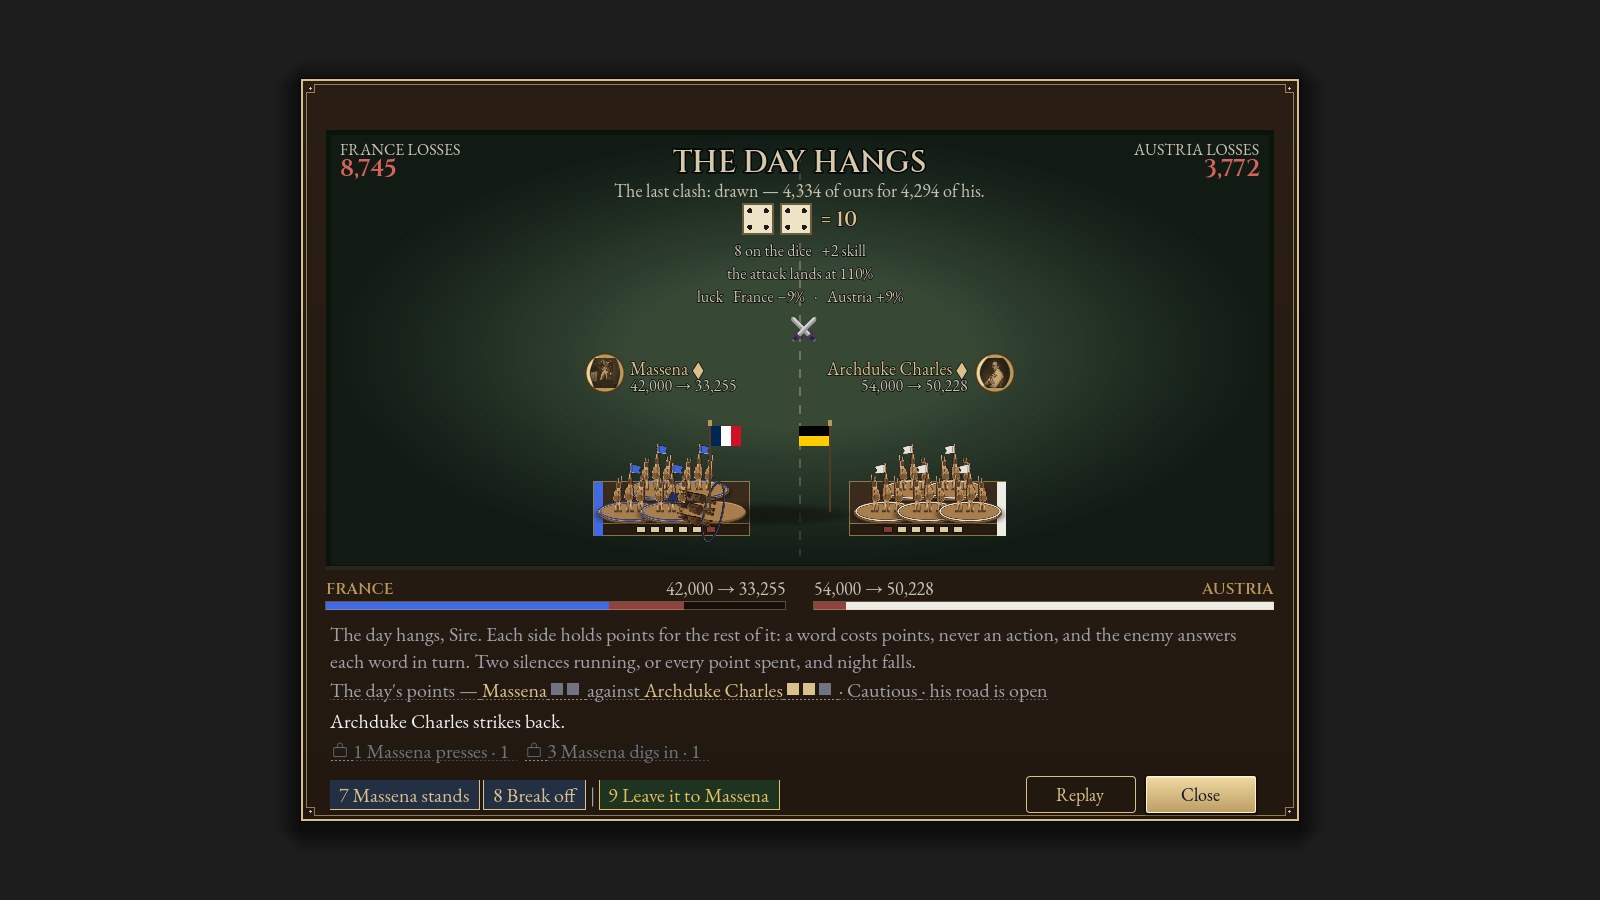 FRANCE LOSSES
8,745
THE DAY HANGS
AUSTRIA LOSSES
3,772
The last clash: drawn — 4,334 of ours for 4,294 of his.
= 10
8 on the dice +2 skill
the attack lands at 110%
luck France −9% · Austria +9%
Massena ♦
42,000 → 33,255
Archduke Charles ♦
54,000 → 50,228
FRANCE 42,000 → 33,255
54,000 → 50,228 AUSTRIA
The day hangs, Sire. Each side holds points for the rest of it: a word costs points, never an action, and the enemy answers
each word in turn. Two silences running, or every point spent, and night falls.
The day's points — Massena against Archduke Charles · Cautious · his road is open
Archduke Charles strikes back.
1 Massena presses · 1 3 Massena digs in · 1
7 Massena stands 8 Break off | 9 Leave it to Massena
Replay
Close